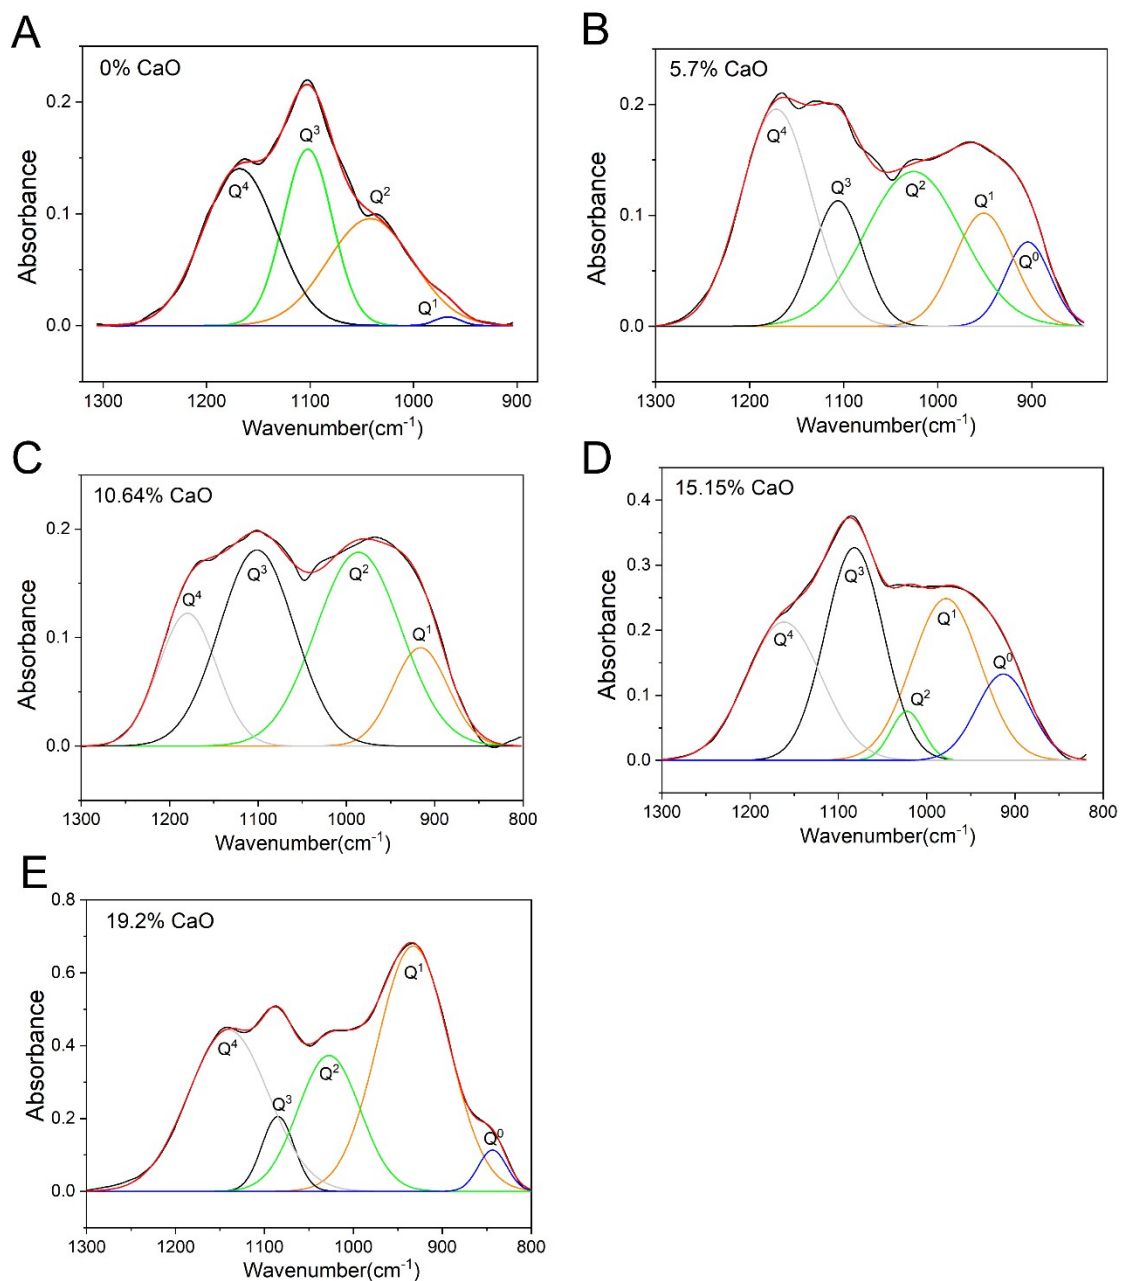 A
0% CaO
Absorbance
0.2
0.1
0.0
Q⁴
Q³
Q²
Q¹
1300 1200 1100 1000 900
Wavenumber(cm⁻¹)
B
5.7% CaO
Absorbance
0.2
0.1
0.0
Q⁴
Q³
Q²
Q¹
Q⁰
1300 1200 1100 1000 900
Wavenumber(cm⁻¹)
C
10.64% CaO
Absorbance
0.2
0.1
0.0
Q⁴
Q³
Q²
Q¹
1300 1200 1100 1000 900 800
Wavenumber(cm⁻¹)
D
15.15% CaO
Absorbance
0.4
0.3
0.2
0.1
0.0
Q⁴
Q³
Q²
Q¹
Q⁰
1300 1200 1100 1000 900 800
Wavenumber(cm⁻¹)
E
19.2% CaO
Absorbance
0.8
0.6
0.4
0.2
0.0
Q⁴
Q³
Q²
Q¹
Q⁰
1300 1200 1100 1000 900 800
Wavenumber(cm⁻¹)